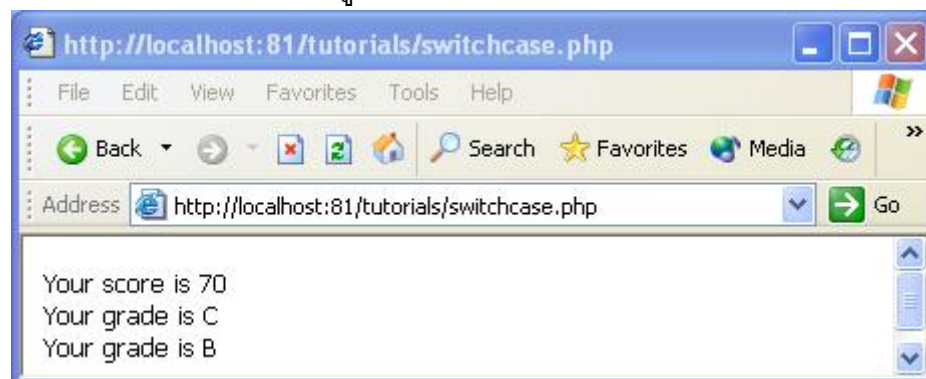 http://localhost:81/tutorials/switchcase.php
File Edit View Favorites Tools Help
Back Search Favorites Media »
Address http://localhost:81/tutorials/switchcase.php Go
Your score is 70
Your grade is C
Your grade is B